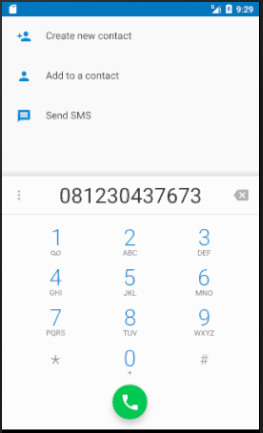 9:29
Create new contact
Add to a contact
Send SMS
081230437673
1 2 3
ABC DEF
4 5 6
GHI JKL MNO
7 8 9
PQRS TUV WXYZ
* 0 #
+